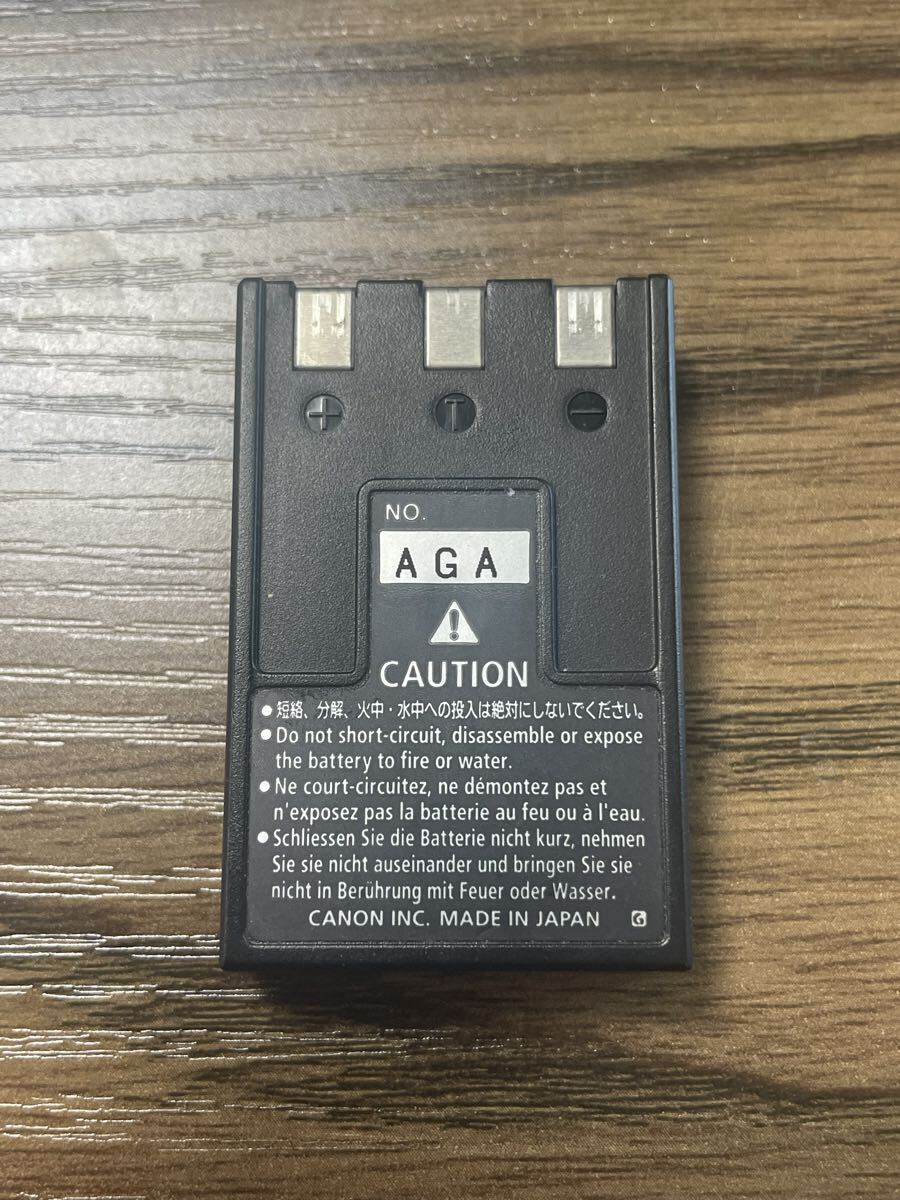 + T −
NO.
AGA
CAUTION
● 短絡、分解、火中・水中への投入は絶対にしないでください。
● Do not short-circuit, disassemble or expose
the battery to fire or water.
● Ne court-circuitez, ne démontez pas et
n'exposez pas la batterie au feu ou à l'eau.
● Schliessen Sie die Batterie nicht kurz, nehmen
Sie sie nicht auseinander und bringen Sie sie
nicht in Berührung mit Feuer oder Wasser.
CANON INC. MADE IN JAPAN G